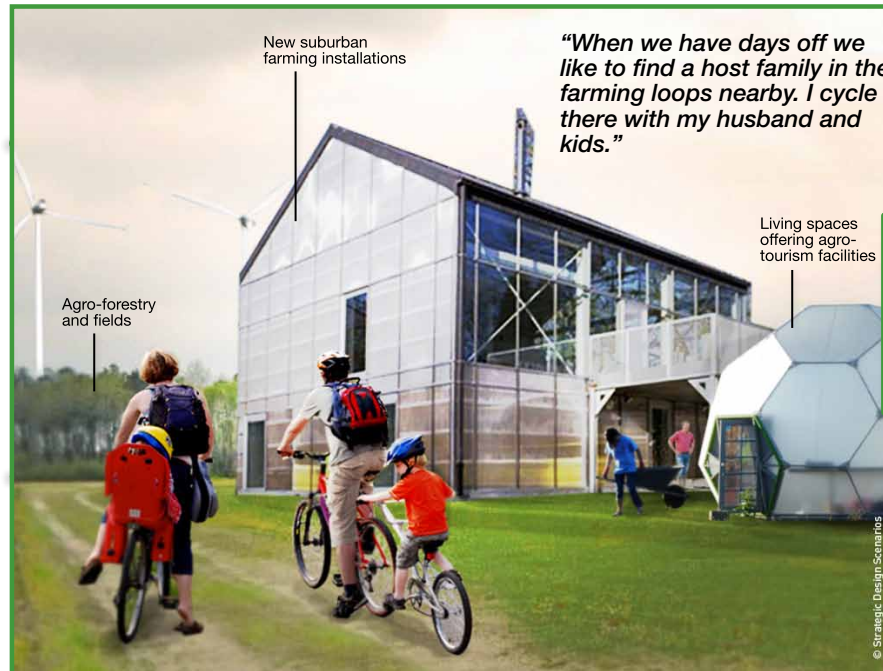 New suburban
farming installations
“When we have days off we
like to find a host family in the
farming loops nearby. I cycle
there with my husband and
kids.”
Living spaces
offering agro-
tourism facilities
Agro-forestry
and fields
© Strategic Design Scenarios